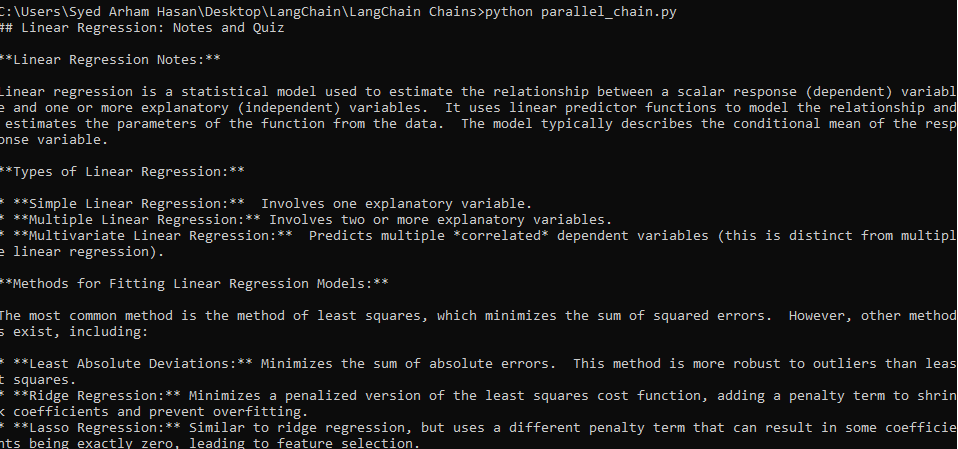 C:\Users\Syed Arham Hasan\Desktop\LangChain\LangChain Chains>python parallel_chain.py
## Linear Regression: Notes and Quiz
**Linear Regression Notes:**
Linear regression is a statistical model used to estimate the relationship between a scalar response (dependent) variabl
e and one or more explanatory (independent) variables.  It uses linear predictor functions to model the relationship and
 estimates the parameters of the function from the data.  The model typically describes the conditional mean of the resp
onse variable.
**Types of Linear Regression:**
* **Simple Linear Regression:**  Involves one explanatory variable.
* **Multiple Linear Regression:** Involves two or more explanatory variables.
* **Multivariate Linear Regression:**  Predicts multiple *correlated* dependent variables (this is distinct from multipl
e linear regression).
**Methods for Fitting Linear Regression Models:**
The most common method is the method of least squares, which minimizes the sum of squared errors.  However, other method
s exist, including:
* **Least Absolute Deviations:** Minimizes the sum of absolute errors.  This method is more robust to outliers than leas
t squares.
* **Ridge Regression:** Minimizes a penalized version of the least squares cost function, adding a penalty term to shrin
k coefficients and prevent overfitting.
* **Lasso Regression:** Similar to ridge regression, but uses a different penalty term that can result in some coefficie
nts being exactly zero, leading to feature selection.